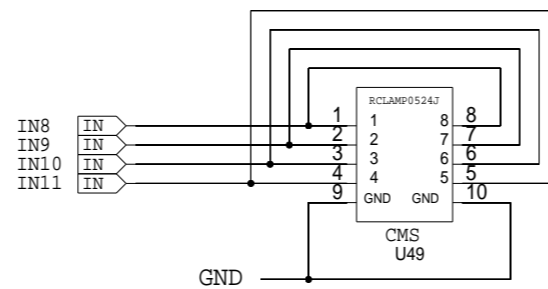 RCLAMP0524J
IN8 IN 1 1 8 8
IN9 IN 2 2 7 7
IN10 IN 3 3 6 6
IN11 IN 4 4 5 5
9 GND GND 10
CMS
U49
GND